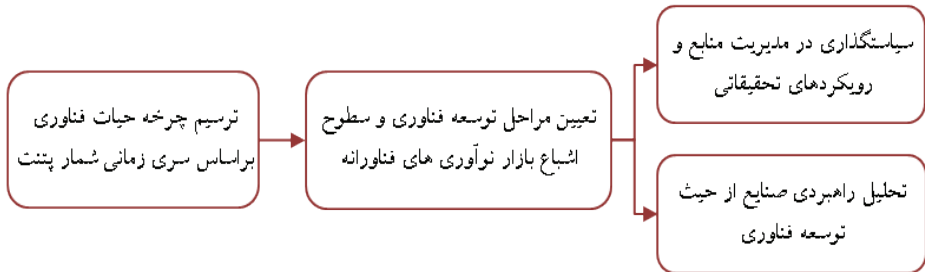 ترسیم چرخه حیات فناوری
براساس سری زمانی شمار پتنت
تعیین مراحل توسعه فناوری و سطوح
اشباع بازار نوآوری های فناورانه
سیاستگذاری در مدیریت منابع و
رویکردهای تحقیقاتی
تحلیل راهبردی صنایع از حیث
توسعه فناوری